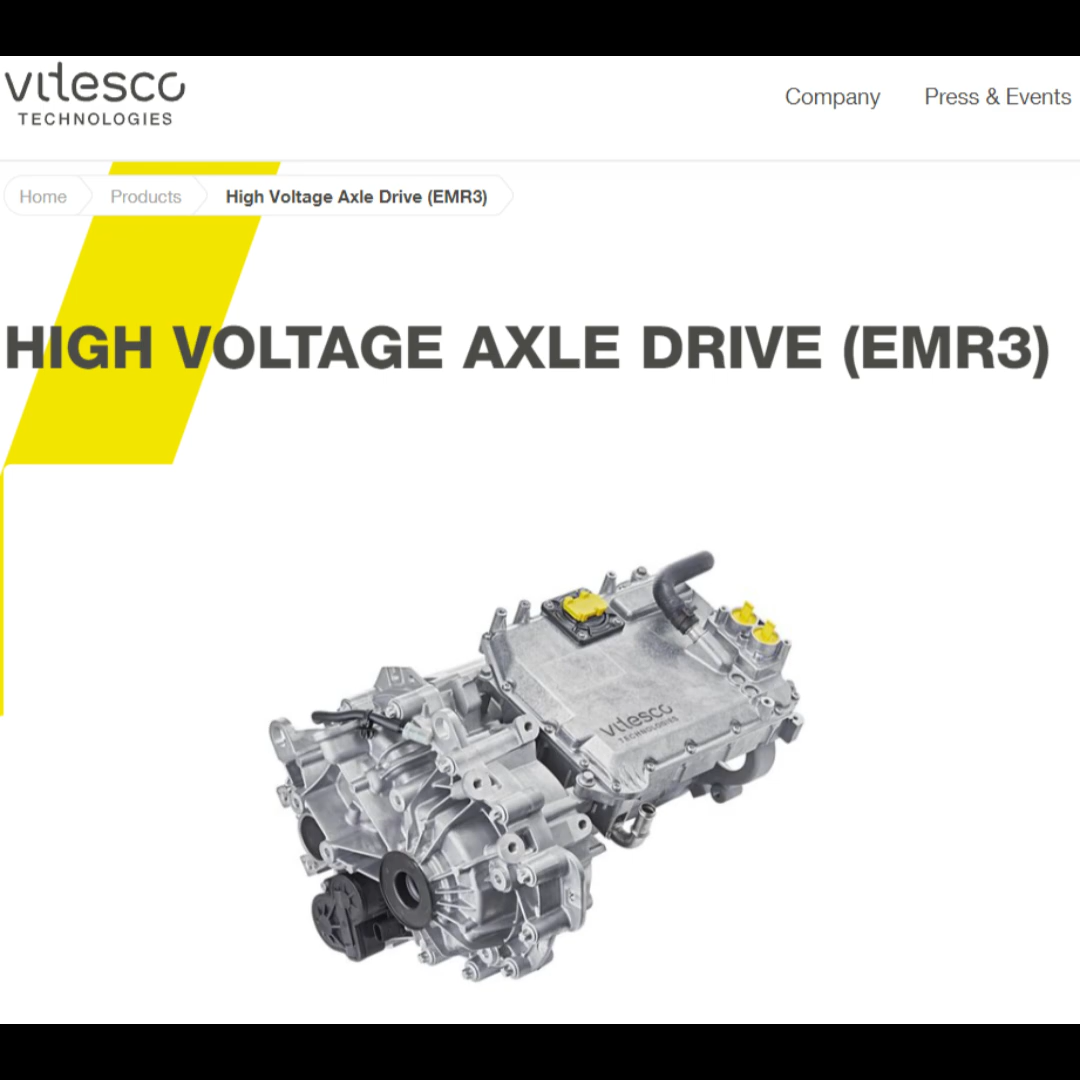 vitesco
TECHNOLOGIES
Company Press & Events
Home Products High Voltage Axle Drive (EMR3)
HIGH VOLTAGE AXLE DRIVE (EMR3)
vitesco
TECHNOLOGIES